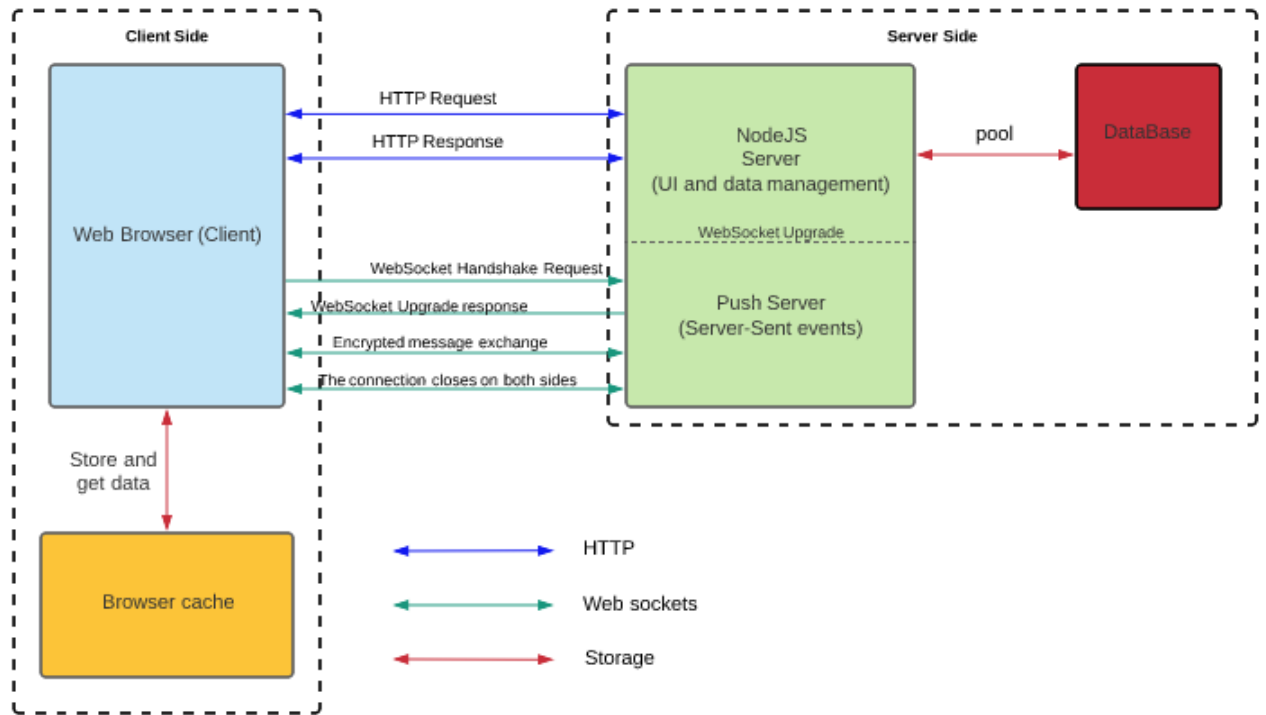 Client Side
Server Side
Web Browser (Client)
HTTP Request
HTTP Response
NodeJS
Server
(UI and data management)
pool
DataBase
WebSocket Upgrade
WebSocket Handshake Request
WebSocket Upgrade response
Encrypted message exchange
The connection closes on both sides
Push Server
(Server-Sent events)
Store and
get data
Browser cache
HTTP
Web sockets
Storage